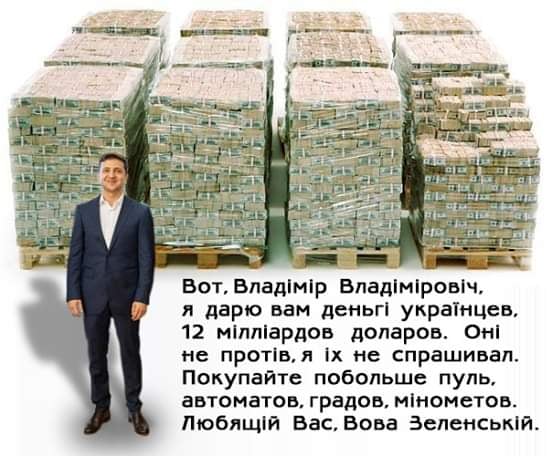 Вот, Владімір Владіміровіч,
я дарю вам деньгі українцев,
12 мілліардов доларов. Оні
не протів, я іх не спрашивал.
Покупайте побольше пуль,
автоматов, градов, мінометов.
Любящій Вас, Вова Зеленській.